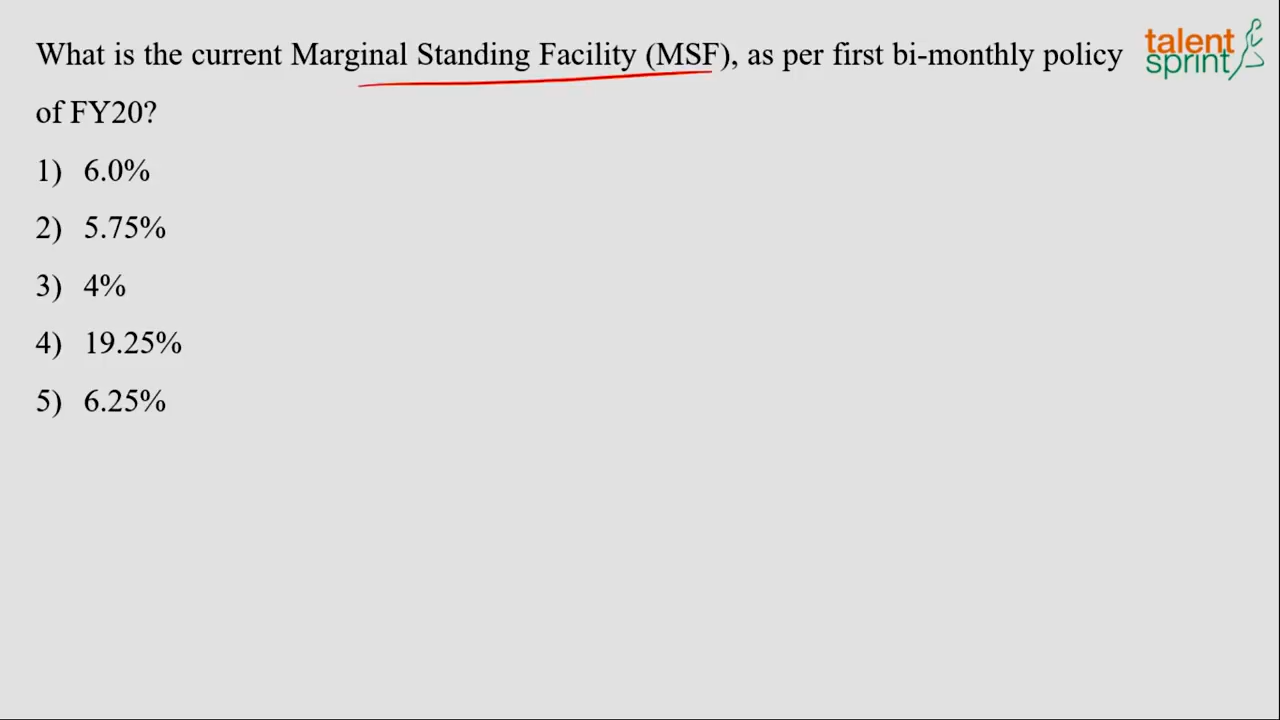 What is the current Marginal Standing Facility (MSF), as per first bi-monthly policy
of FY20?
1) 6.0%
2) 5.75%
3) 4%
4) 19.25%
5) 6.25%
talent
sprint